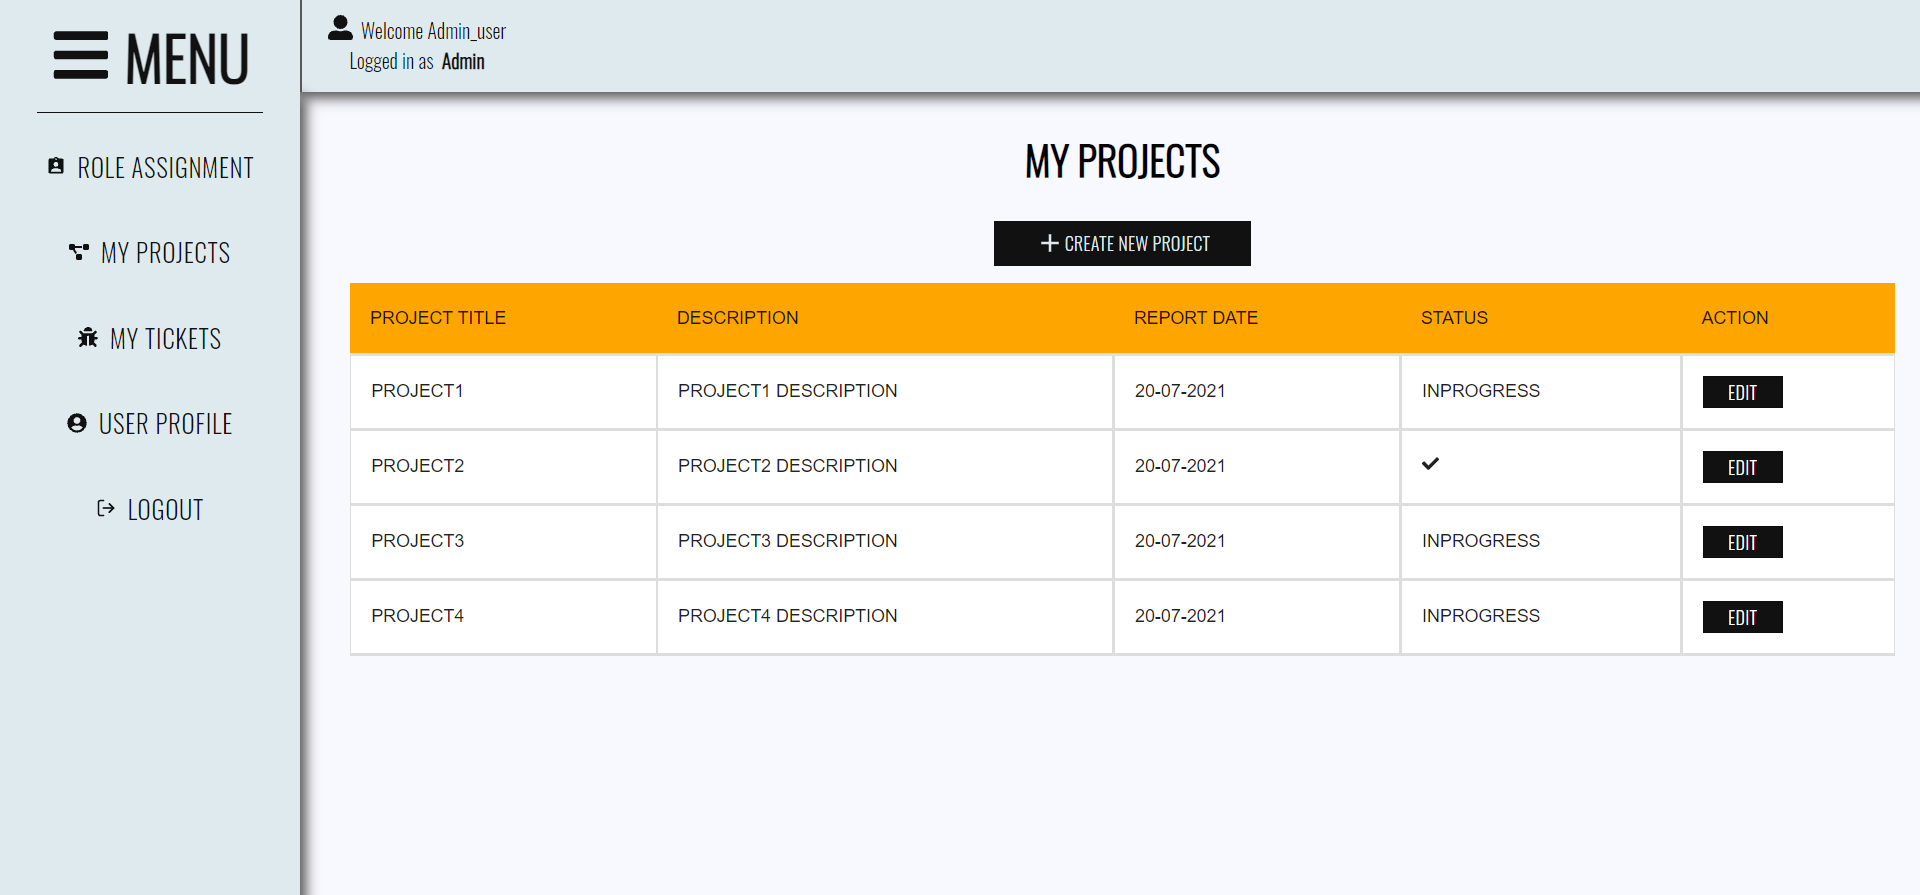 MENU
ROLE ASSIGNMENT
MY PROJECTS
MY TICKETS
USER PROFILE
LOGOUT
Welcome Admin_user
Logged in as Admin
MY PROJECTS
CREATE NEW PROJECT
PROJECT TITLE DESCRIPTION REPORT DATE STATUS ACTION
PROJECT1 PROJECT1 DESCRIPTION 20-07-2021 INPROGRESS EDIT
PROJECT2 PROJECT2 DESCRIPTION 20-07-2021 EDIT
PROJECT3 PROJECT3 DESCRIPTION 20-07-2021 INPROGRESS EDIT
PROJECT4 PROJECT4 DESCRIPTION 20-07-2021 INPROGRESS EDIT